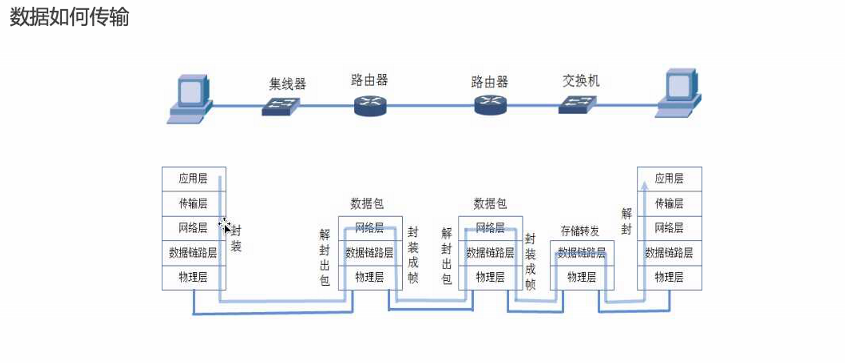 数据如何传输
集线器
路由器
路由器
交换机
应用层
传输层
网络层
数据链路层
物理层
封装
解封出包
数据包
网络层
数据链路层
物理层
封装成帧
解封出包
数据包
网络层
数据链路层
物理层
封装成帧
存储转发
数据链路层
物理层
解封
应用层
传输层
网络层
数据链路层
物理层